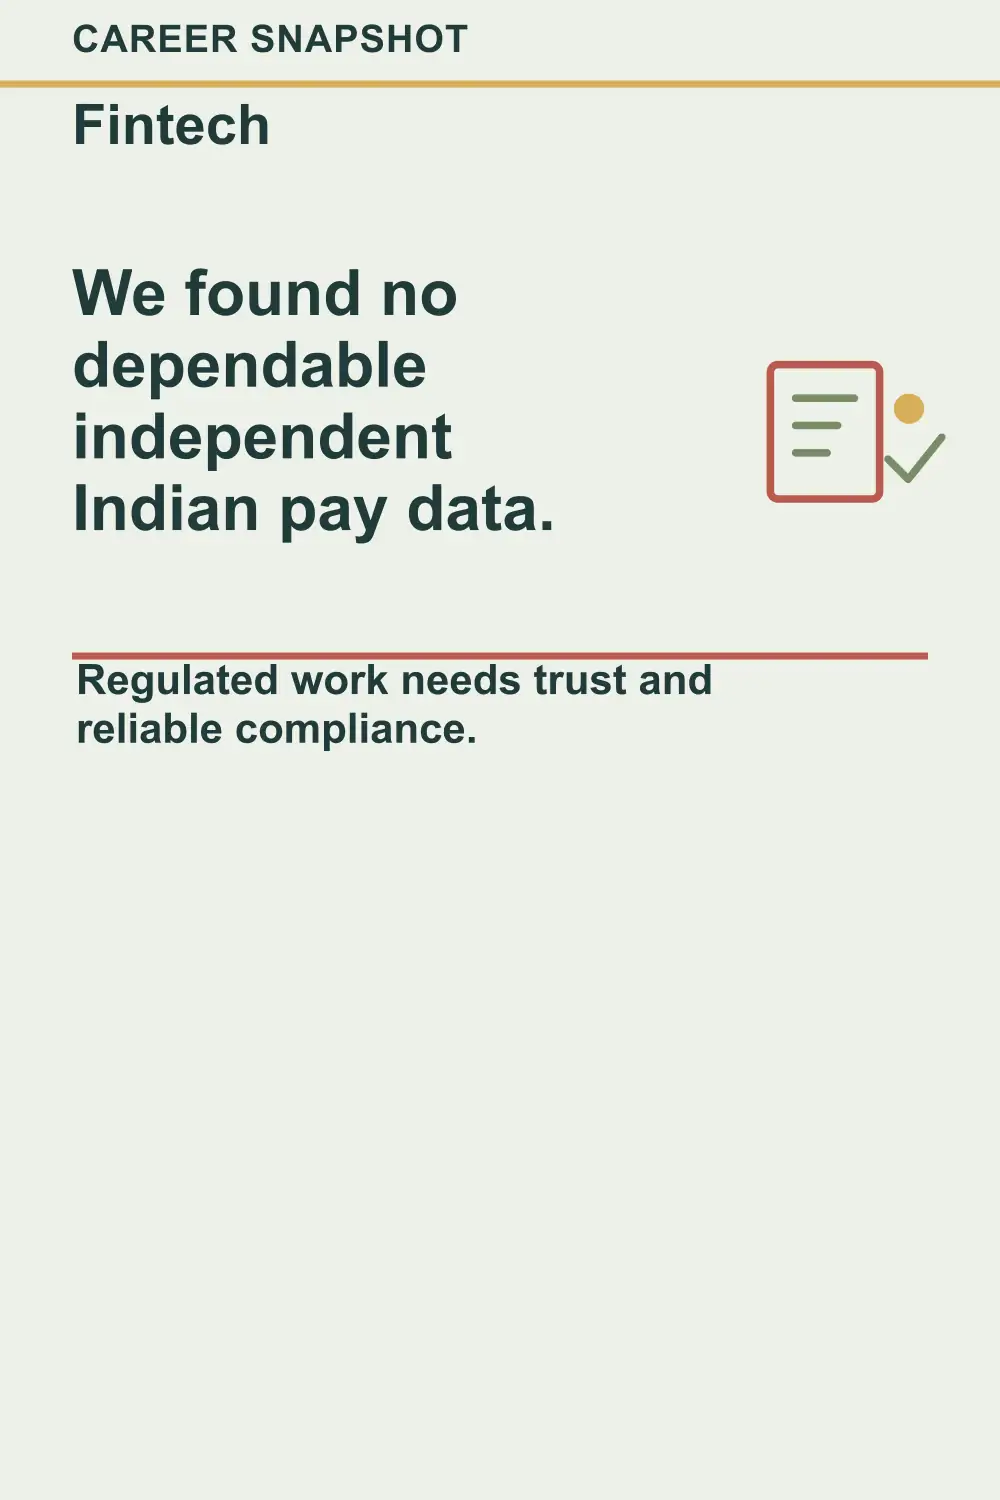 CAREER SNAPSHOT
Fintech
We found no
dependable
independent
Indian pay data.
Regulated work needs trust and
reliable compliance.